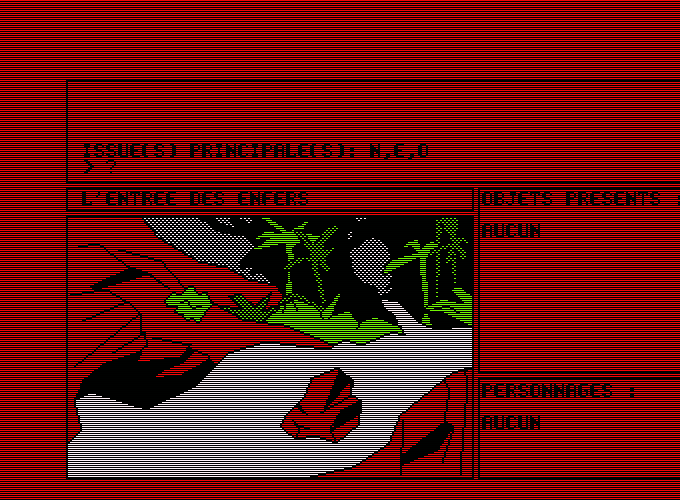 ISSUE(S) PRINCIPALE(S): N,E,O
> ?
L'ENTREE DES ENFERS
OBJETS PRESENTS :
AUCUN
PERSONNAGES :
AUCUN